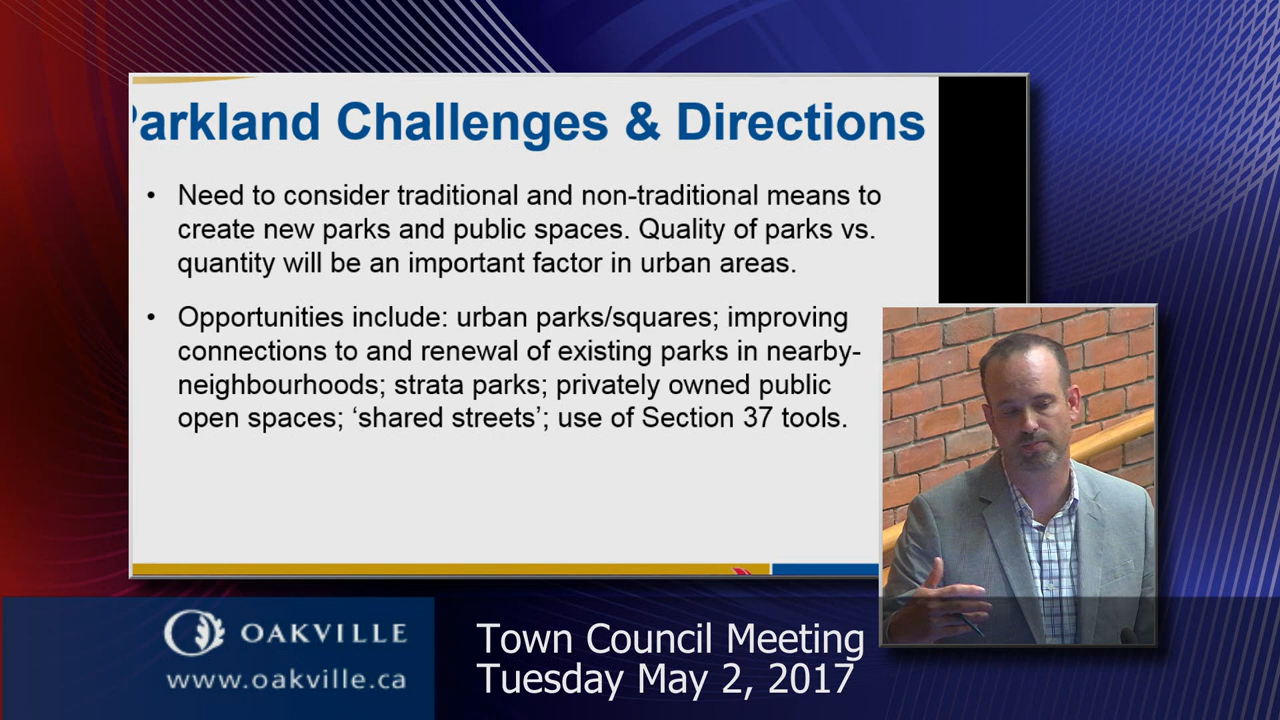 arkland Challenges & Directions
• Need to consider traditional and non-traditional means to
create new parks and public spaces. Quality of parks vs.
quantity will be an important factor in urban areas.
• Opportunities include: urban parks/squares; improving
connections to and renewal of existing parks in nearby-
neighbourhoods; strata parks; privately owned public
open spaces; ‘shared streets’; use of Section 37 tools.
OAKVILLE
www.oakville.ca
Town Council Meeting
Tuesday May 2, 2017